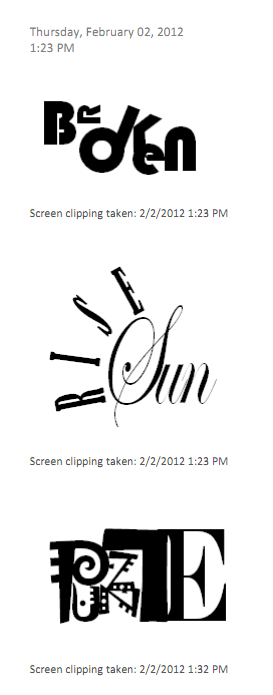 Thursday, February 02, 2012
1:23 PM
BRoKen
Screen clipping taken: 2/2/2012 1:23 PM
RISE
Sun
Screen clipping taken: 2/2/2012 1:23 PM
PUZZLE
Screen clipping taken: 2/2/2012 1:32 PM